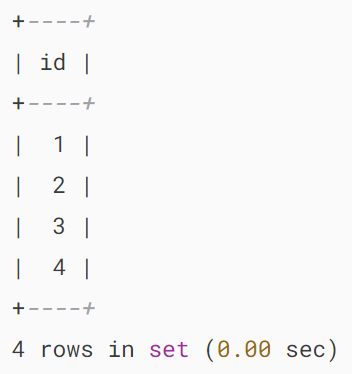 +----+
| id |
+----+
|  1 |
|  2 |
|  3 |
|  4 |
+----+
4 rows in set (0.00 sec)